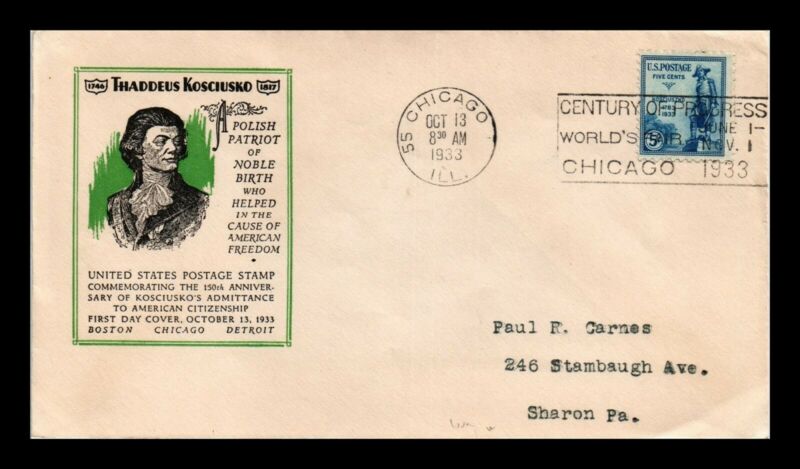 1746 THADDEUS KOSCIUSKO 1817
A POLISH
PATRIOT
OF
NOBLE
BIRTH
WHO
HELPED
IN THE
CAUSE OF
AMERICAN
FREEDOM
UNITED STATES POSTAGE STAMP
COMMEMORATING THE 150th ANNIVER-
SARY OF KOSCIUSKO'S ADMITTANCE
TO AMERICAN CITIZENSHIP
FIRST DAY COVER, OCTOBER 13, 1933
BOSTON CHICAGO DETROIT
55 CHICAGO
OCT 13
8 30 AM
1933
ILL.
U.S. POSTAGE
FIVE CENTS
KOSCIUSZKO
1783
1933
5¢
CENTURY OF PROGRESS
WORLD'S FAIR JUNE 1-
NOV. 1
CHICAGO 1933
Paul R. Carnes
246 Stambaugh Ave.
Sharon Pa.